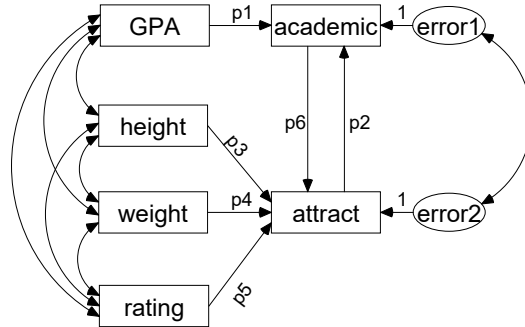 GPA
p1
academic
1
error1
p6
p2
height
p3
weight
p4
attract
1
error2
rating
p5